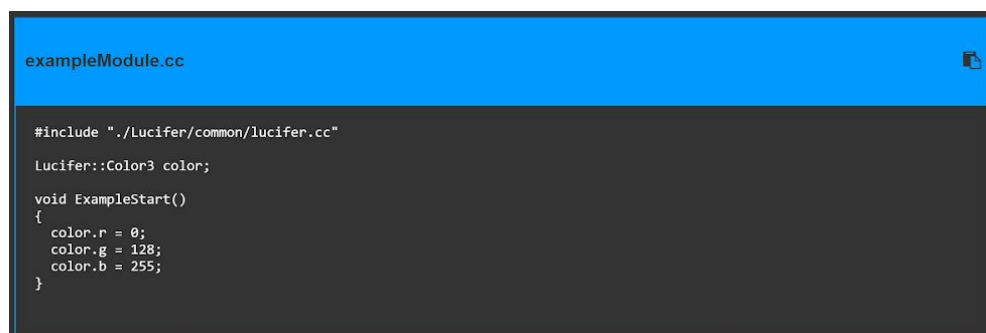 exampleModule.cc
#include "./Lucifer/common/lucifer.cc"
Lucifer::Color3 color;
void ExampleStart()
{
color.r = 0;
color.g = 128;
color.b = 255;
}